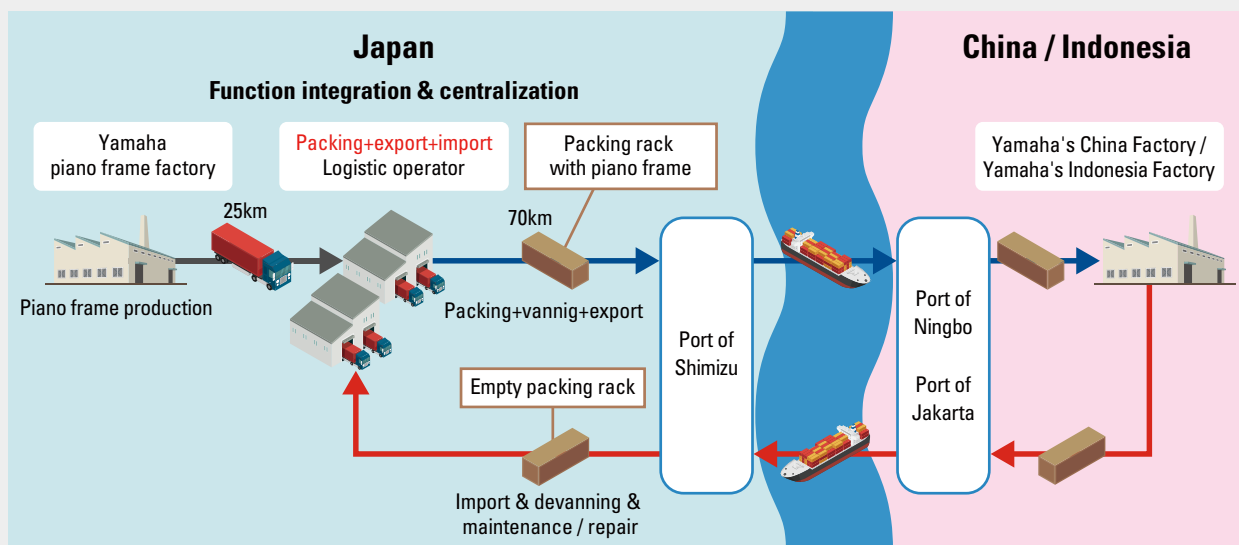 Japan
China / Indonesia
Function integration & centralization
Yamaha
piano frame factory
Packing+export+import
Logistic operator
Packing rack
with piano frame
Yamaha's China Factory /
Yamaha's Indonesia Factory
25km
70km
Piano frame production
Packing+vannig+export
Port of
Shimizu
Port of
Ningbo
Port of
Jakarta
Empty packing rack
Import & devanning &
maintenance / repair